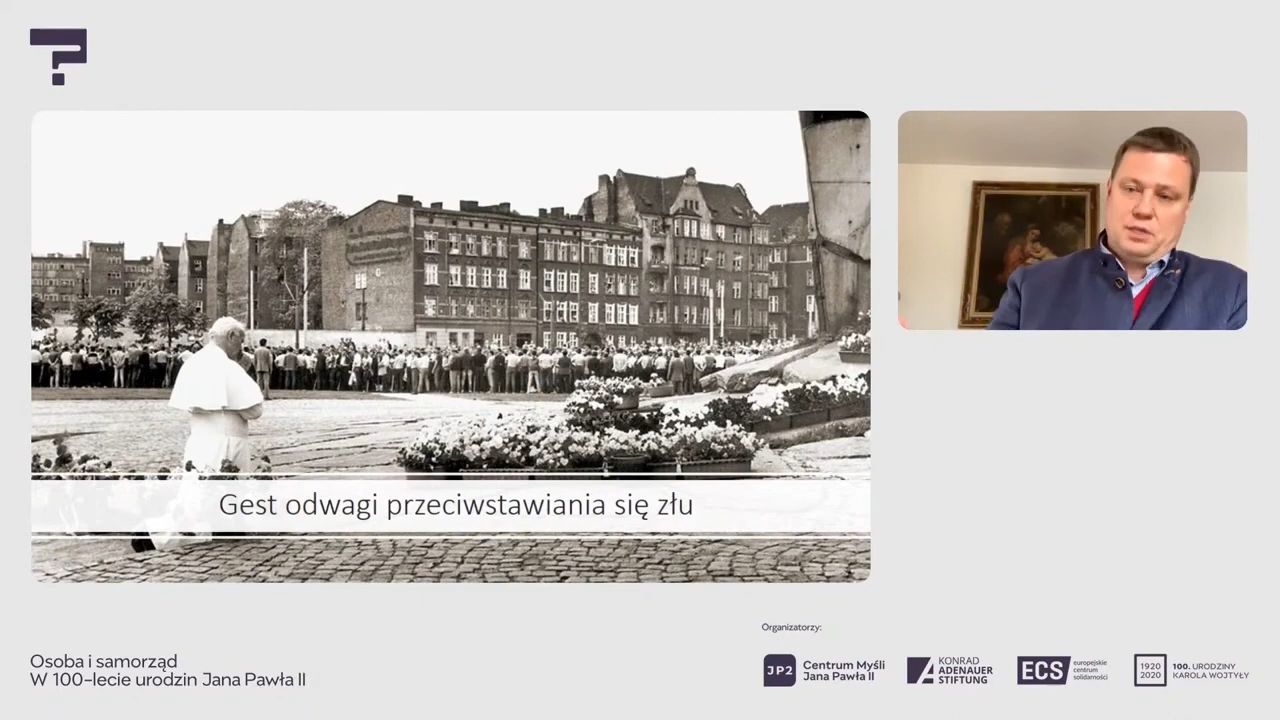 Gest odwagi przeciwstawiania się złu
Osoba i samorząd
W 100-lecie urodzin Jana Pawła II
Organizatorzy:
JP2
Centrum Myśli
Jana Pawła II
KONRAD
ADENAUER
STIFTUNG
ECS
europejskie
centrum
solidarności
1920
2020
100. URODZINY
KAROLA WOJTYŁY